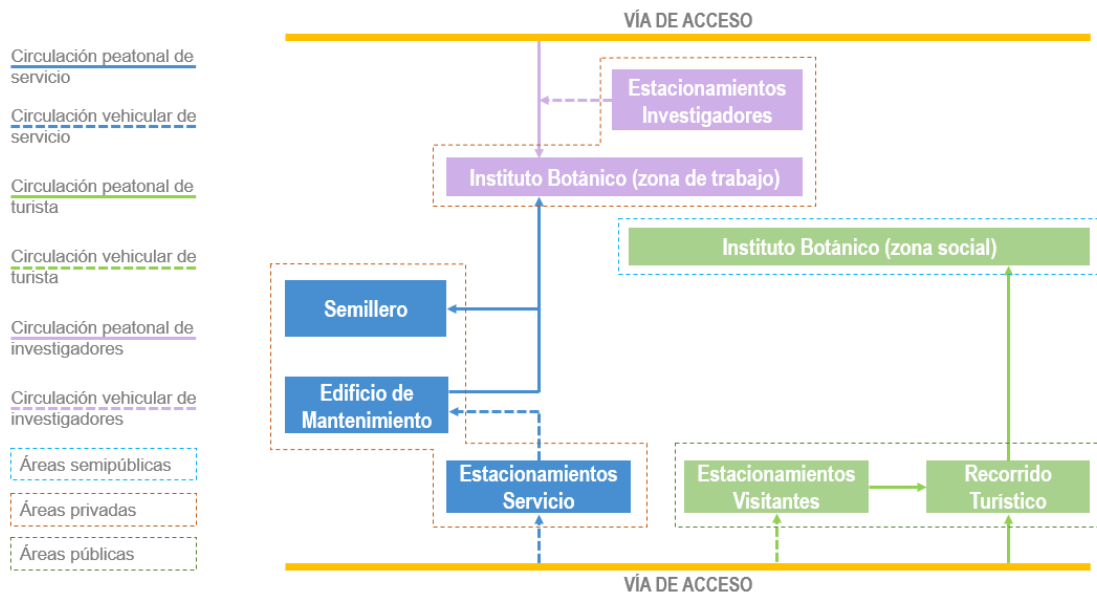 VÍA DE ACCESO
Circulación peatonal de
servicio
Circulación vehicular de
servicio
Circulación peatonal de
turista
Circulación vehicular de
turista
Circulación peatonal de
investigadores
Circulación vehicular de
investigadores
Áreas semipúblicas
Áreas privadas
Áreas públicas
Estacionamientos
Investigadores
Instituto Botánico (zona de trabajo)
Instituto Botánico (zona social)
Semillero
Edificio de
Mantenimiento
Estacionamientos
Servicio
Estacionamientos
Visitantes
Recorrido
Turístico
VÍA DE ACCESO